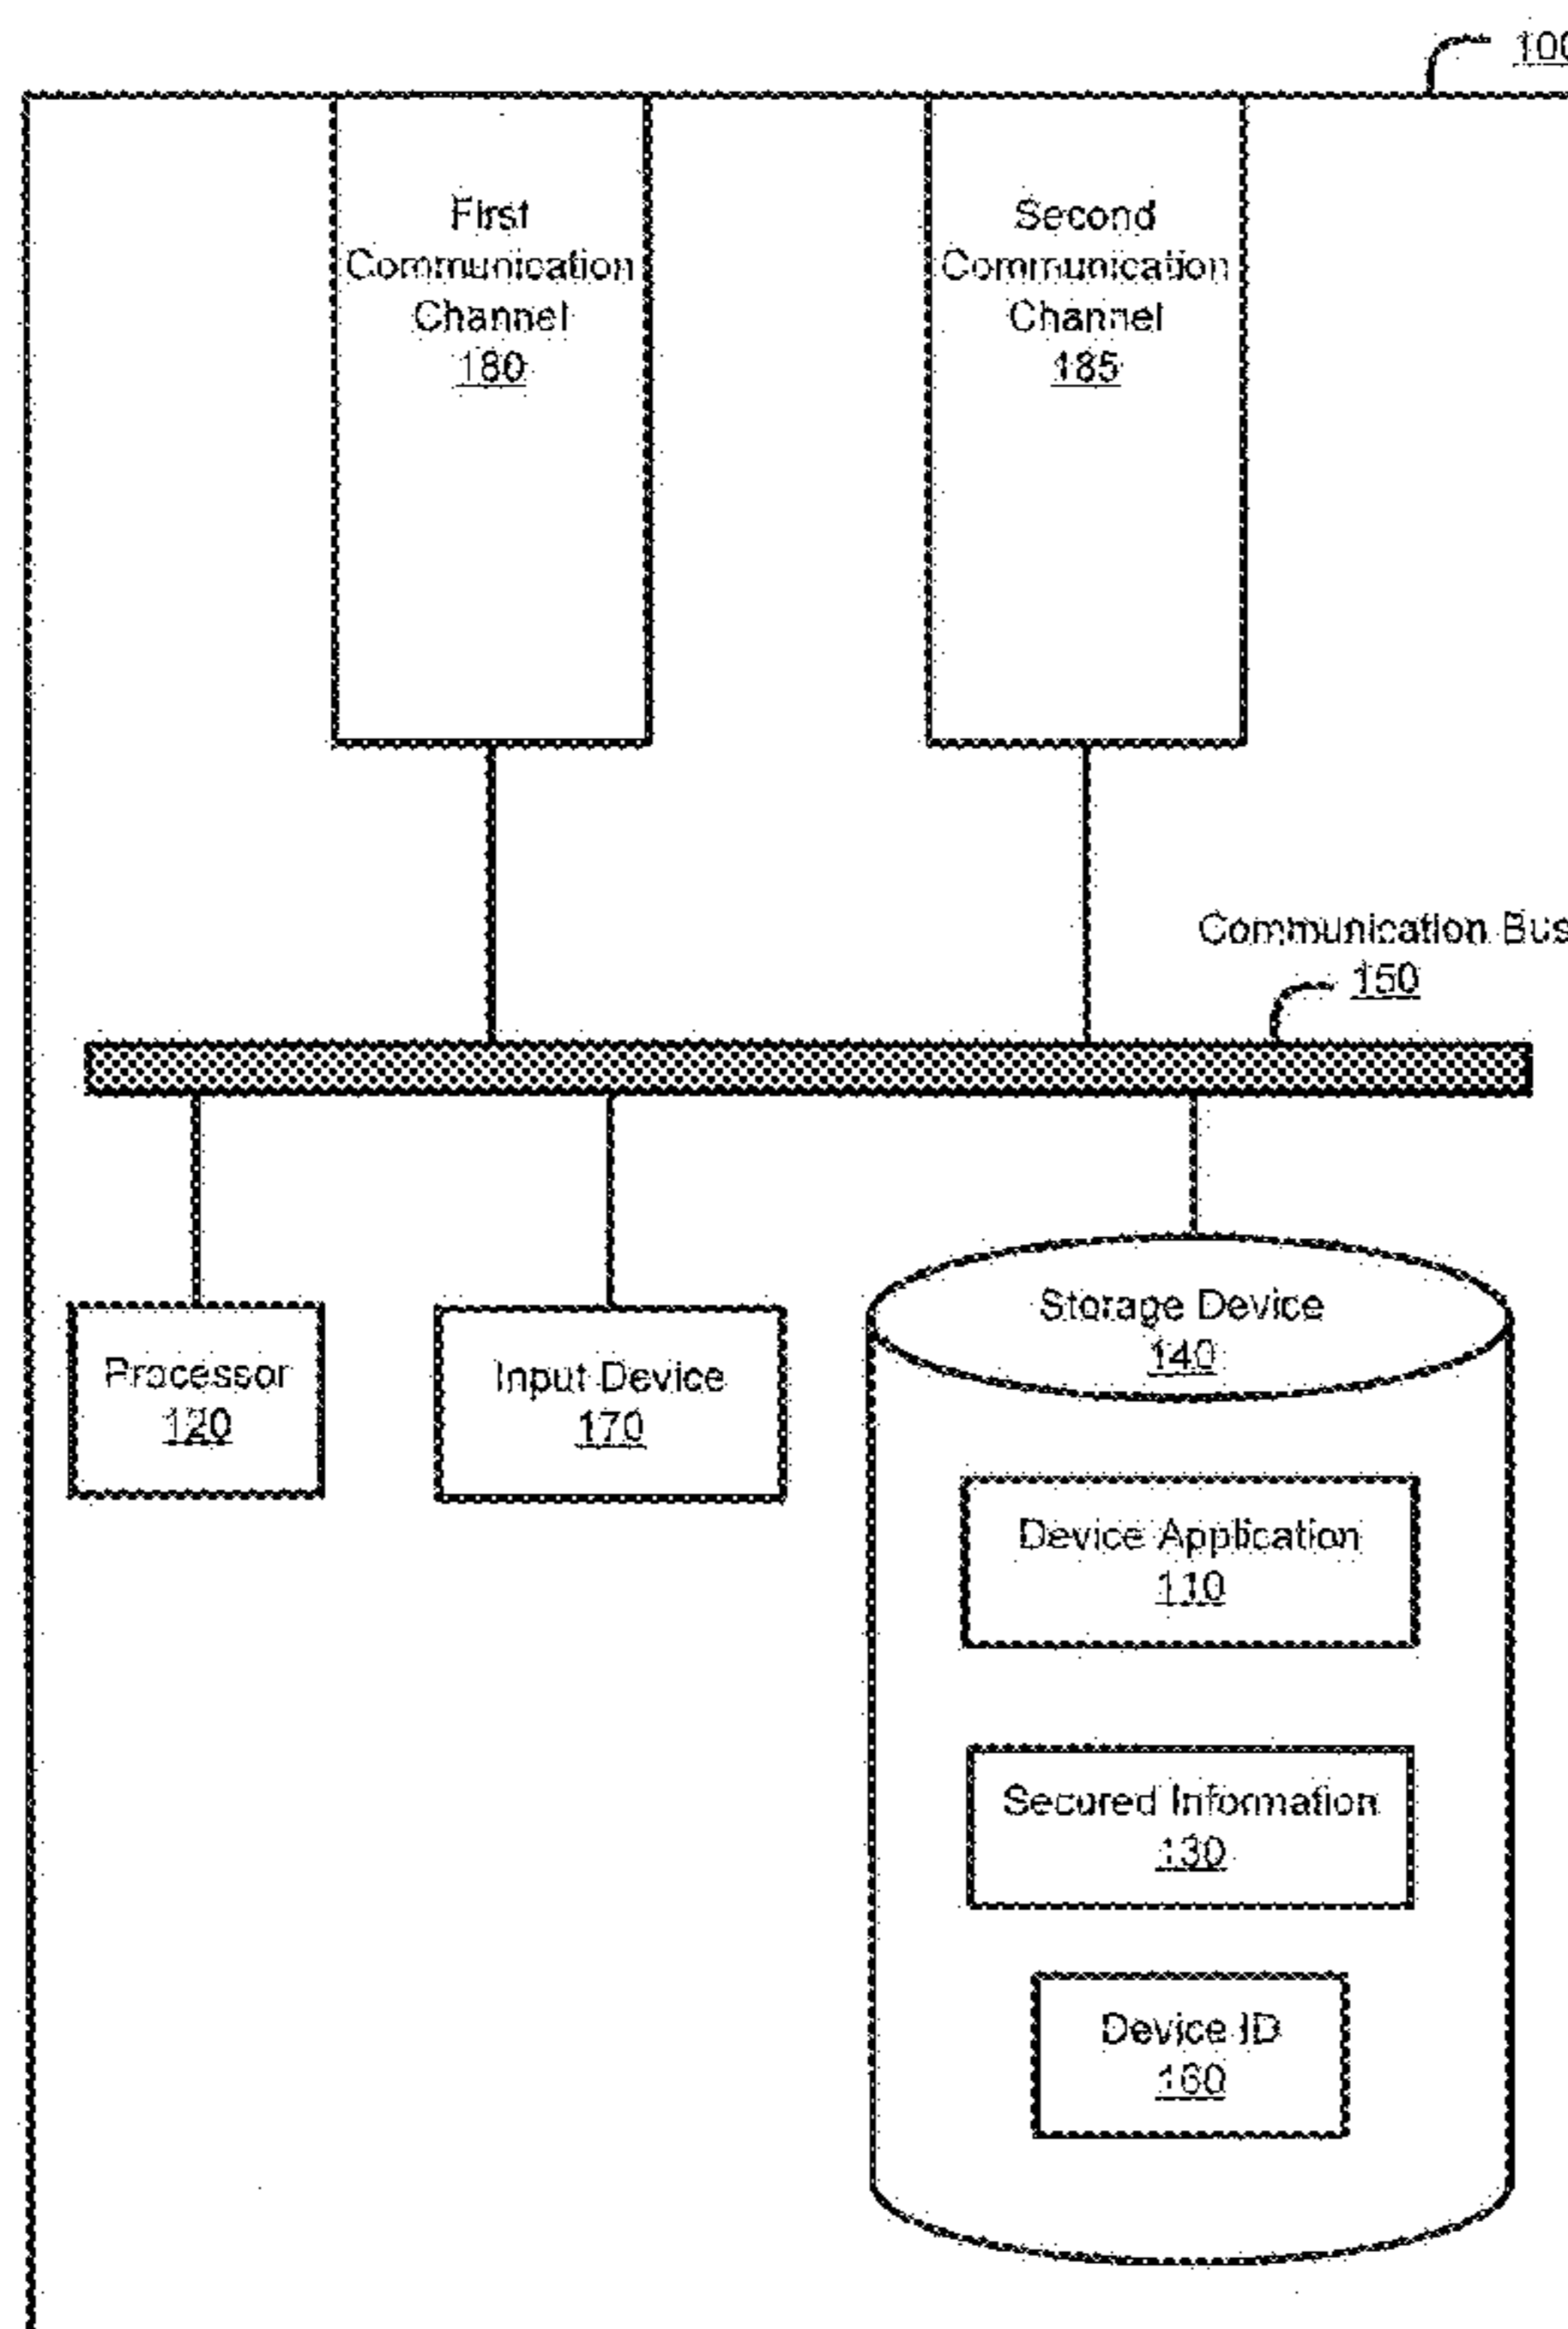 100
First
Communication
Channel
180
Second
Communication
Channel
185
Communication Bus
150
Processor
120
Input Device
170
Storage Device
140
Device Application
110
Secured Information
130
Device ID
160